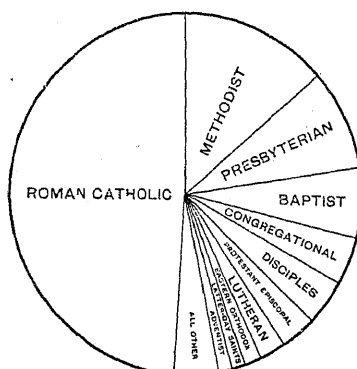 METHODIST
PRESBYTERIAN
BAPTIST
CONGREGATIONAL
DISCIPLES
PROTESTANT EPISCOPAL
LUTHERAN
EASTERN ORTHODOX
LATTER-DAY SAINTS
ADVENTIST
ALL OTHER
ROMAN CATHOLIC